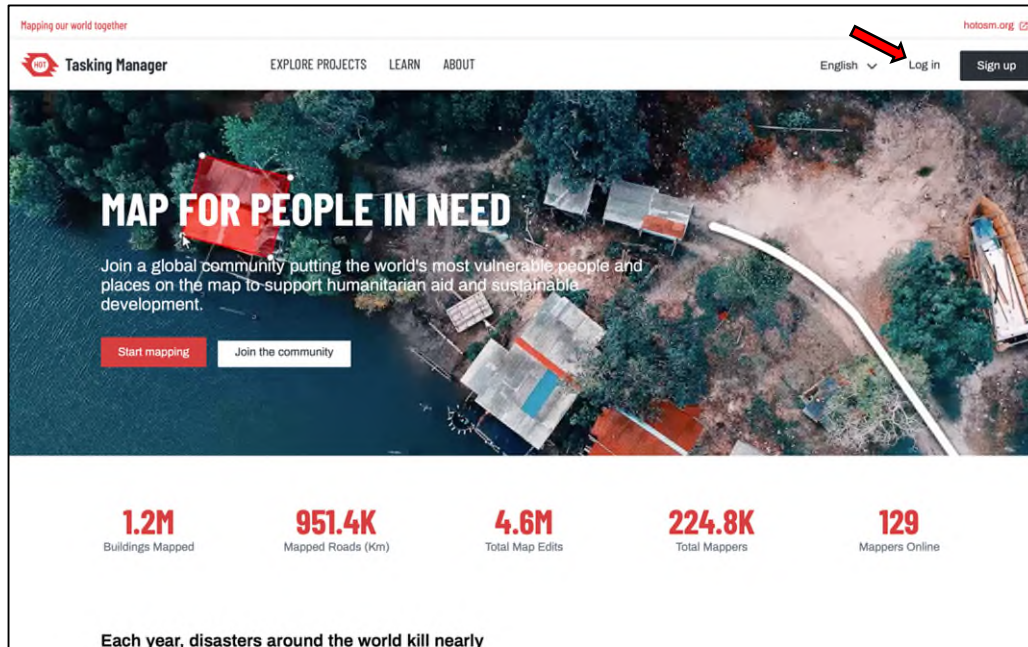 Mapping our world together
hotosm.org
HOT
Tasking Manager
EXPLORE PROJECTS LEARN ABOUT
English Log in Sign up
MAP FOR PEOPLE IN NEED
Join a global community putting the world's most vulnerable people and
places on the map to support humanitarian aid and sustainable
development.
Start mapping Join the community
1.2M 951.4K 4.6M 224.8K 129
Buildings Mapped Mapped Roads (Km) Total Map Edits Total Mappers Mappers Online
Each year, disasters around the world kill nearly